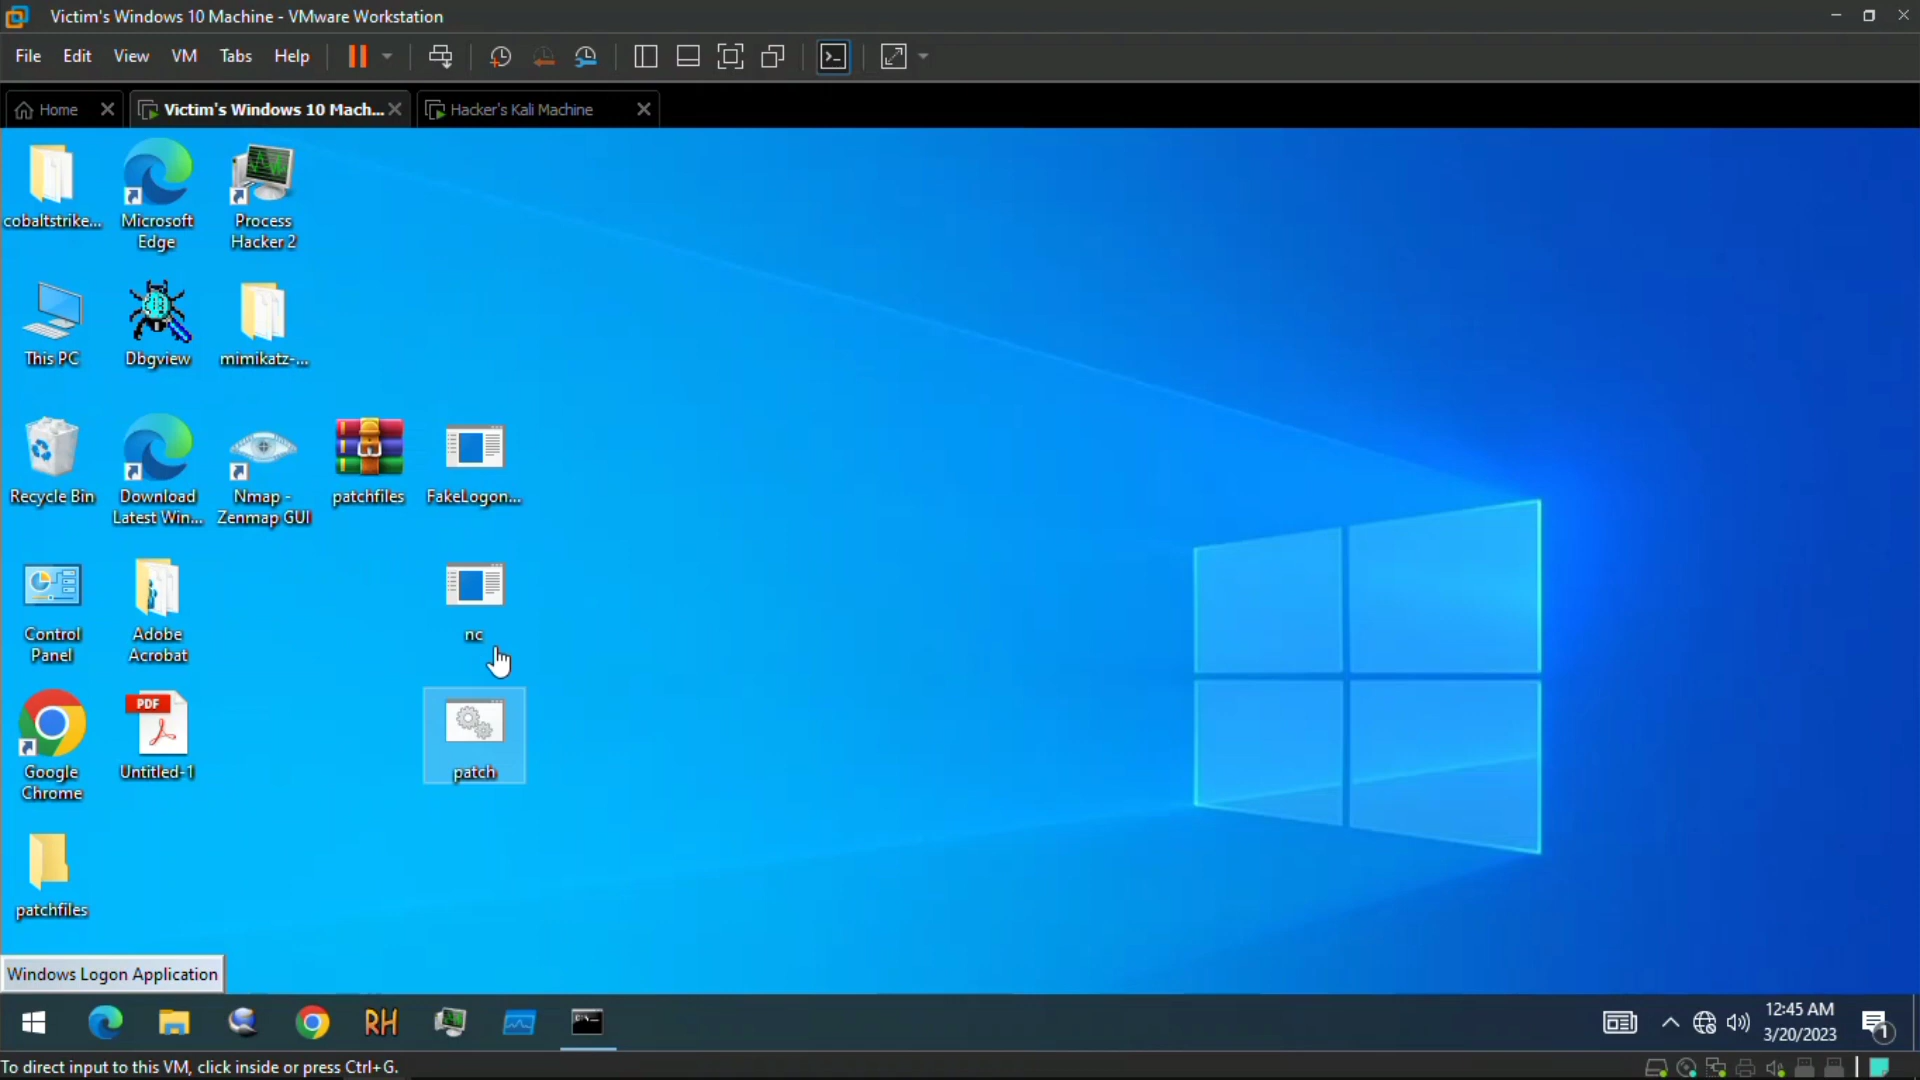 Victim's Windows 10 Machine - VMware Workstation
File Edit View VM Tabs Help
Home
Victim's Windows 10 Mach...
Hacker's Kali Machine
cobaltstrike...
Microsoft
Edge
Process
Hacker 2
This PC
Dbgview
mimikatz-...
Recycle Bin
Download
Latest Win...
Nmap -
Zenmap GUI
patchfiles
FakeLogon...
Control
Panel
Adobe
Acrobat
nc
Google
Chrome
PDF
Untitled-1
patch
patchfiles
Windows Logon Application
RH
12:45 AM
3/20/2023
1
To direct input to this VM, click inside or press Ctrl+G.